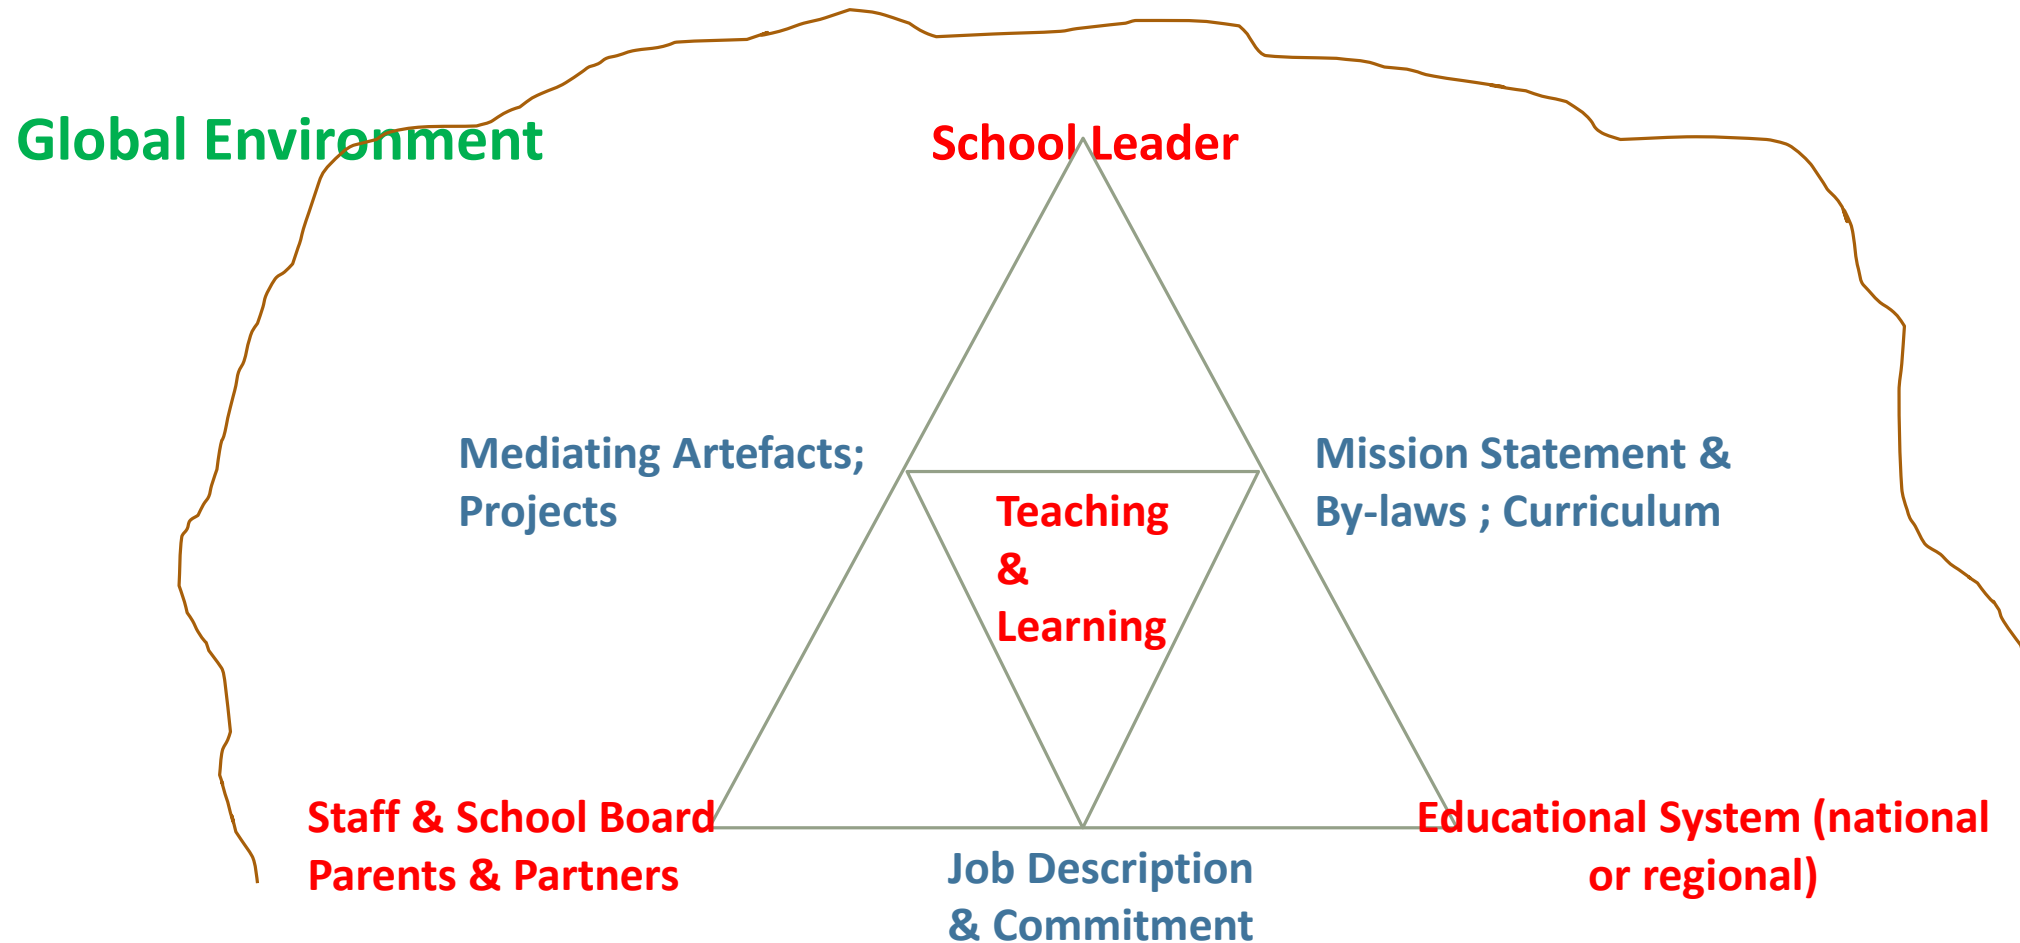 Global Environment
School Leader
Mediating Artefacts;
Projects
Mission Statement &
By-laws ; Curriculum
Teaching
&
Learning
Staff & School Board
Parents & Partners
Educational System (national
or regional)
Job Description
& Commitment